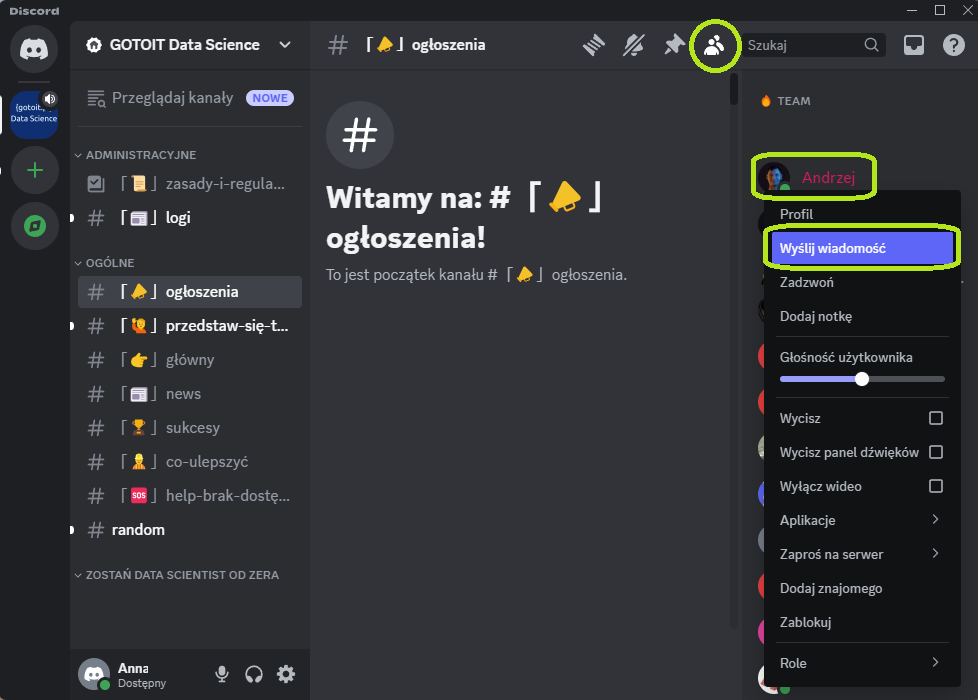 Discord
{gotoit:}
Data Science
GOTOIT Data Science
Przeglądaj kanały NOWE
ADMINISTRACYJNE
「📜」zasady-i-regula...
# 「📰」logi
OGÓLNE
# 「📣」ogłoszenia
# 「🙋」przedstaw-się-t...
# 「👉」główny
# 「📰」news
# 「🏆」sukcesy
# 「👷」co-ulepszyć
# 「🆘」help-brak-dostę...
# random
ZOSTAŃ DATA SCIENTIST OD ZERA
Anna
Dostępny
# 「📣」ogłoszenia
Szukaj
#
Witamy na: # 「📣」
ogłoszenia!
To jest początek kanału # 「📣」ogłoszenia.
🔥 TEAM
Andrzej
Profil
Wyślij wiadomość
Zadzwoń
Dodaj notkę
Głośność użytkownika
Wycisz
Wycisz panel dźwięków
Wyłącz wideo
Aplikacje
Zaproś na serwer
Dodaj znajomego
Zablokuj
Role